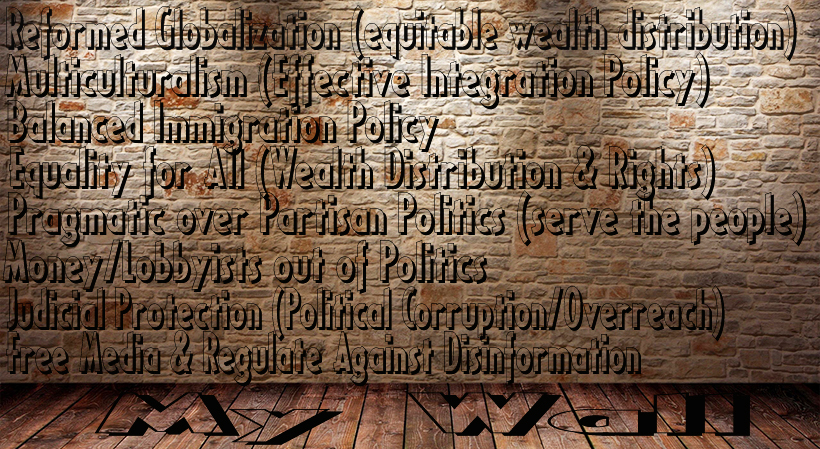 Reformed Globalization (equitable wealth distribution)
Multiculturalism (Effective Integration Policy)
Balanced Immigration Policy
Equality for All (Wealth Distribution & Rights)
Pragmatic over Partisan Politics (serve the people)
Money/Lobbyists out of Politics
Judicial Protection (Political Corruption/Overreach)
Free Media & Regulate Against Disinformation
My Wall